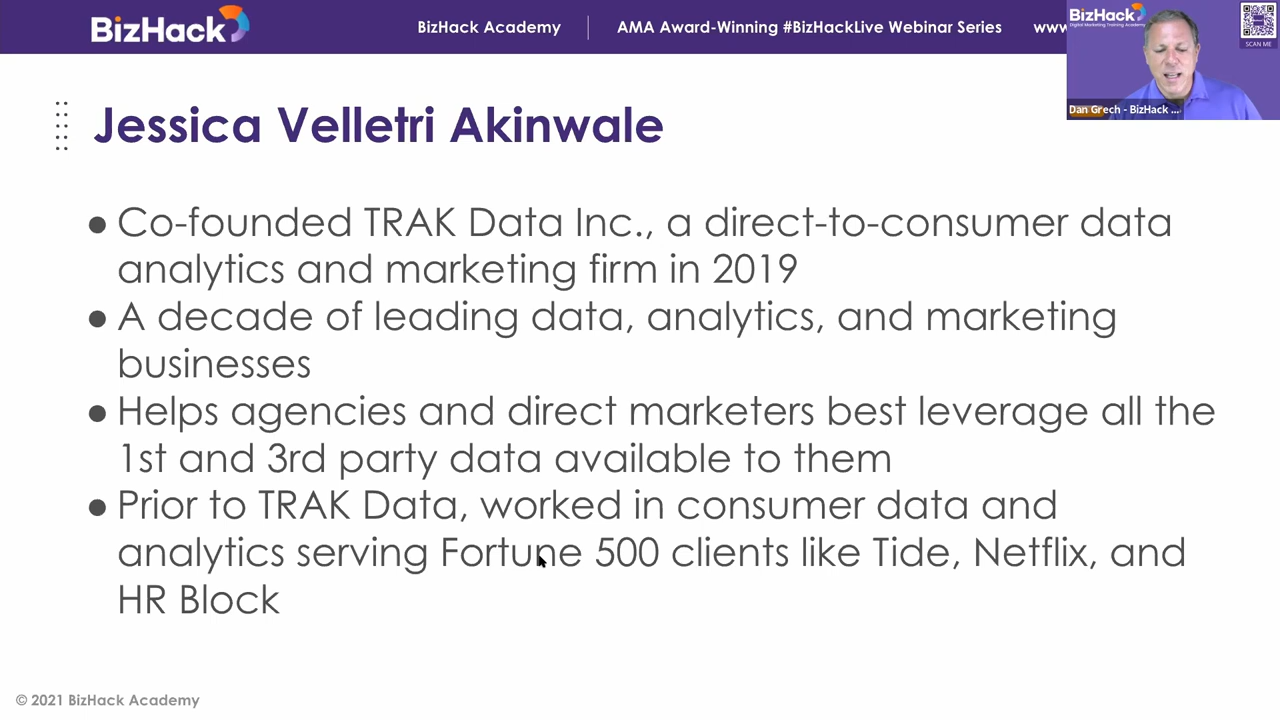 BizHack
BizHack Academy
AMA Award-Winning #BizHackLive Webinar Series
www
BizHack
Digital Marketing Training Academy
SCAN ME
Dan Grech - BizHack ...
Jessica Velletri Akinwale
● Co-founded TRAK Data Inc., a direct-to-consumer data
analytics and marketing firm in 2019
● A decade of leading data, analytics, and marketing
businesses
● Helps agencies and direct marketers best leverage all the
1st and 3rd party data available to them
● Prior to TRAK Data, worked in consumer data and
analytics serving Fortune 500 clients like Tide, Netflix, and
HR Block
© 2021 BizHack Academy